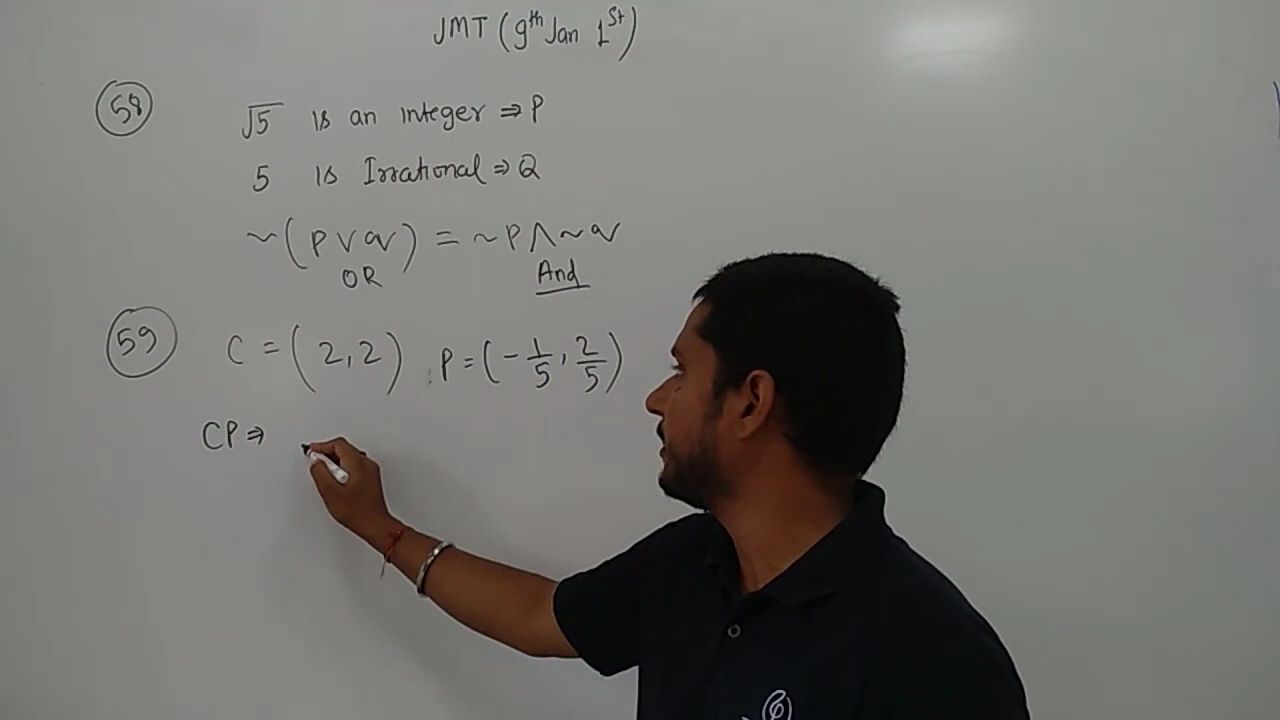 JMT (9th Jan 1st)
58
√5 is an integer ⇒ P
5 is Irrational ⇒ Q
~(P∨q) = ~P∧~q
OR And
59
C = (2,2) P = (-1/5, 2/5)
CP ⇒